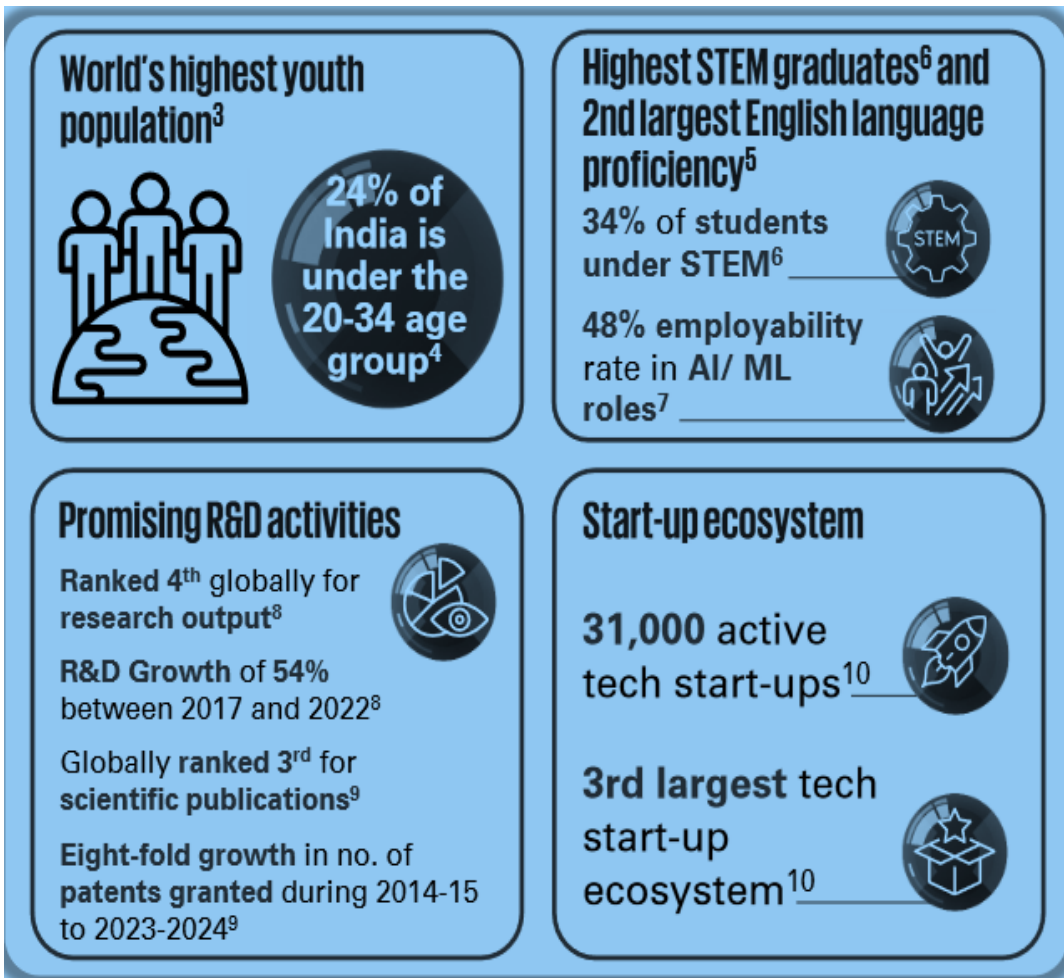 World's highest youth
population³
24% of
India is
under the
20-34 age
group⁴
Highest STEM graduates⁶ and
2nd largest English language
proficiency⁵
34% of students
under STEM⁶
STEM
48% employability
rate in AI/ ML
roles⁷
Promising R&D activities
Ranked 4ᵗʰ globally for
research output⁸
R&D Growth of 54%
between 2017 and 2022⁸
Globally ranked 3ʳᵈ for
scientific publications⁹
Eight-fold growth in no. of
patents granted during 2014-15
to 2023-2024⁹
Start-up ecosystem
31,000 active
tech start-ups¹⁰
3rd largest tech
start-up
ecosystem¹⁰